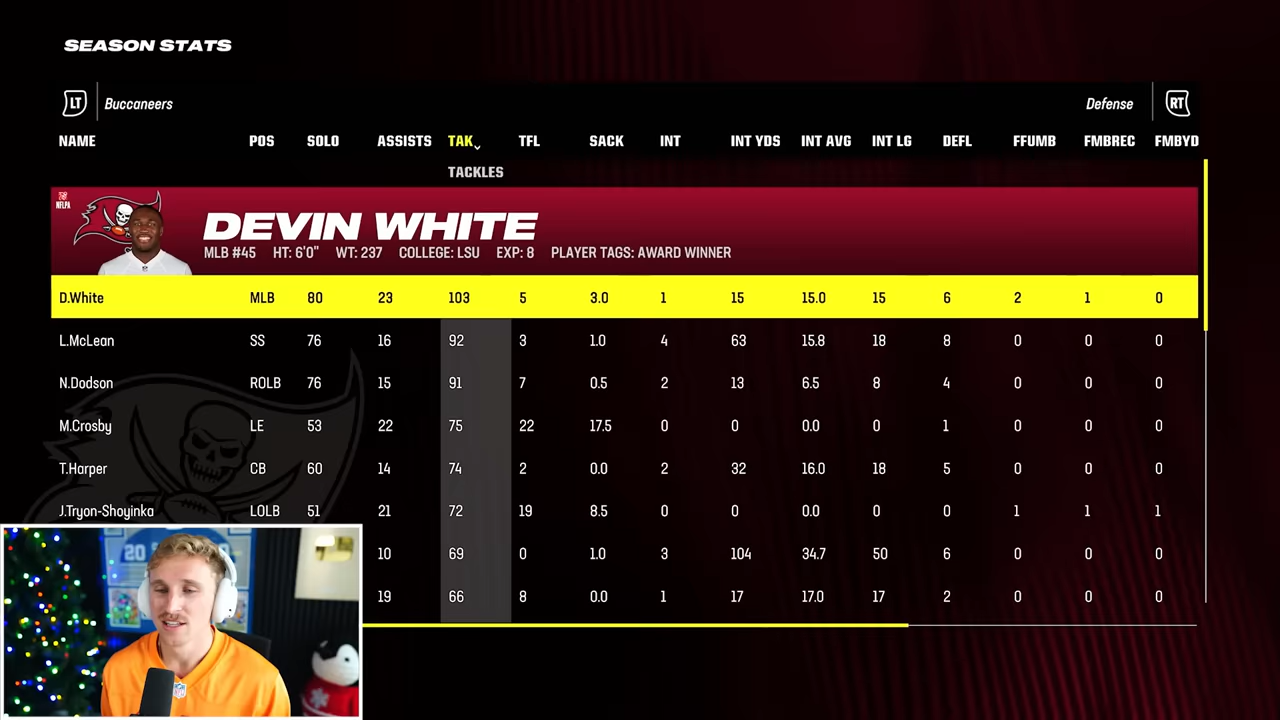 SEASON STATS
LT Buccaneers Defense RT
NAME POS SOLO ASSISTS TAK TFL SACK INT INT YDS INT AVG INT LG DEFL FFUMB FMBREC FMBYD
TACKLES
NFLPA
DEVIN WHITE
MLB #45 HT: 6'0" WT: 237 COLLEGE: LSU EXP: 8 PLAYER TAGS: AWARD WINNER
D.White MLB 80 23 103 5 3.0 1 15 15.0 15 6 2 1 0
L.McLean SS 76 16 92 3 1.0 4 63 15.8 18 8 0 0 0
N.Dodson ROLB 76 15 91 7 0.5 2 13 6.5 8 4 0 0 0
M.Crosby LE 53 22 75 22 17.5 0 0 0.0 0 1 0 0 0
T.Harper CB 60 14 74 2 0.0 2 32 16.0 18 5 0 0 0
J.Tryon-Shoyinka LOLB 51 21 72 19 8.5 0 0 0.0 0 0 1 1 1
10 69 0 1.0 3 104 34.7 50 6 0 0 0
19 66 8 0.0 1 17 17.0 17 2 0 0 0
20